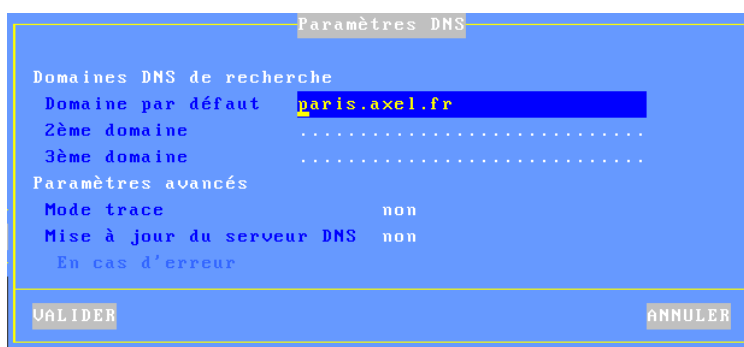 Paramètres DNS
Domaines DNS de recherche
Domaine par défaut paris.axel.fr
2ème domaine .............................
3ème domaine .............................
Paramètres avancés
Mode trace non
Mise à jour du serveur DNS non
En cas d'erreur
VALIDER ANNULER